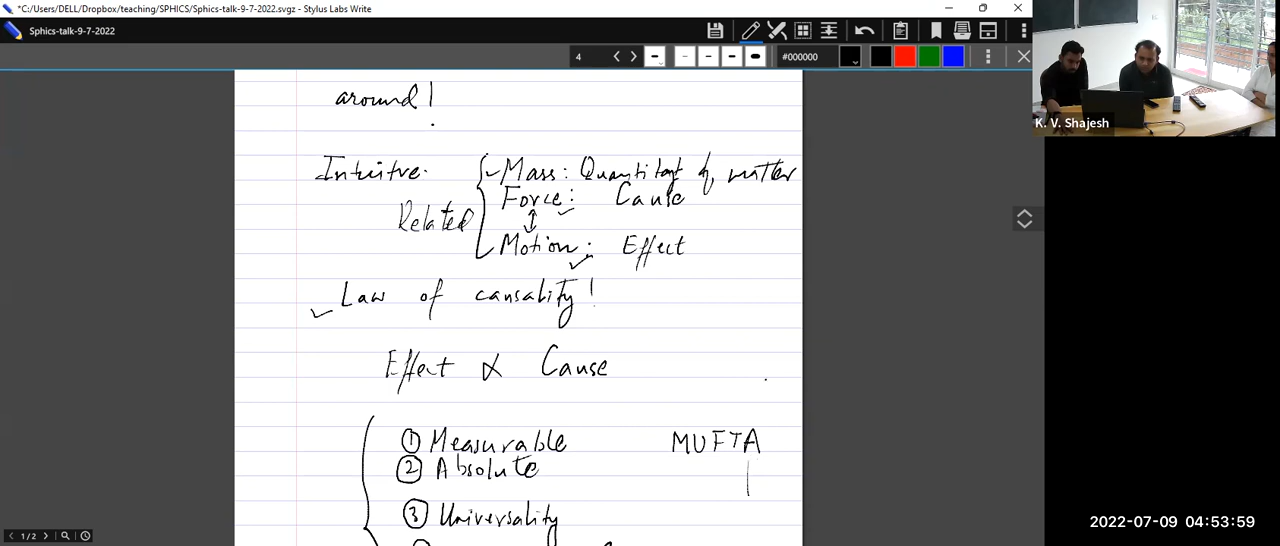 *C:/Users/DELL/Dropbox/teaching/SPHICS/Sphics-talk-9-7-2022.svgz - Stylus Labs Write
Sphics-talk-9-7-2022
4
#000000
K. V. Shajesh
around!
Intuitve.
Mass: Quantity of matter
Force: Cause
Related
Motion: Effect
Law of causality!
Effect ∝ Cause
① Measurable MUFTA
② Absolute
③ Universality
1/2
2022-07-09 04:53:59